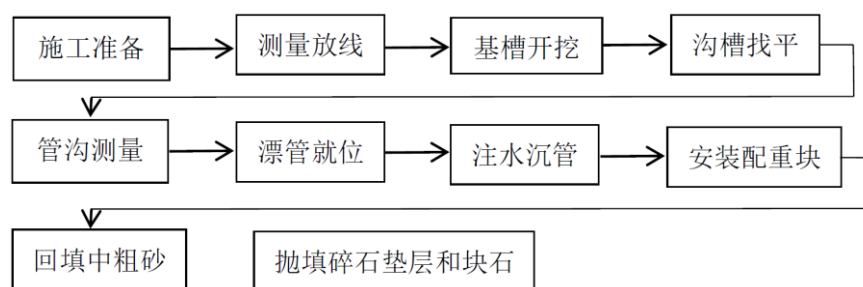 施工准备
测量放线
基槽开挖
沟槽找平
管沟测量
漂管就位
注水沉管
安装配重块
回填中粗砂
抛填碎石垫层和块石